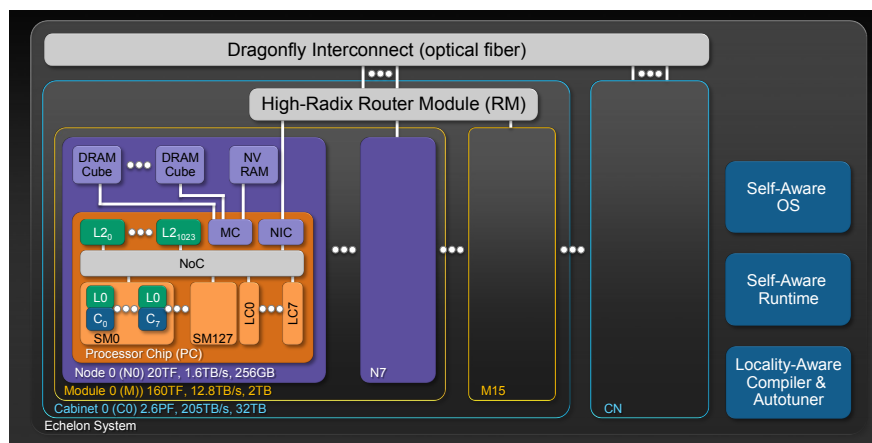 Dragonfly Interconnect (optical fiber)
High-Radix Router Module (RM)
DRAM
Cube
DRAM
Cube
NV
RAM
L2₀
L2₁₀₂₃
MC
NIC
NoC
L0
C₀
L0
C₇
SM0
SM127
LC0
LC7
Processor Chip (PC)
Node 0 (N0) 20TF, 1.6TB/s, 256GB
Module 0 (M)) 160TF, 12.8TB/s, 2TB
Cabinet 0 (C0) 2.6PF, 205TB/s, 32TB
Echelon System
N7
M15
CN
Self-Aware
OS
Self-Aware
Runtime
Locality-Aware
Compiler &
Autotuner